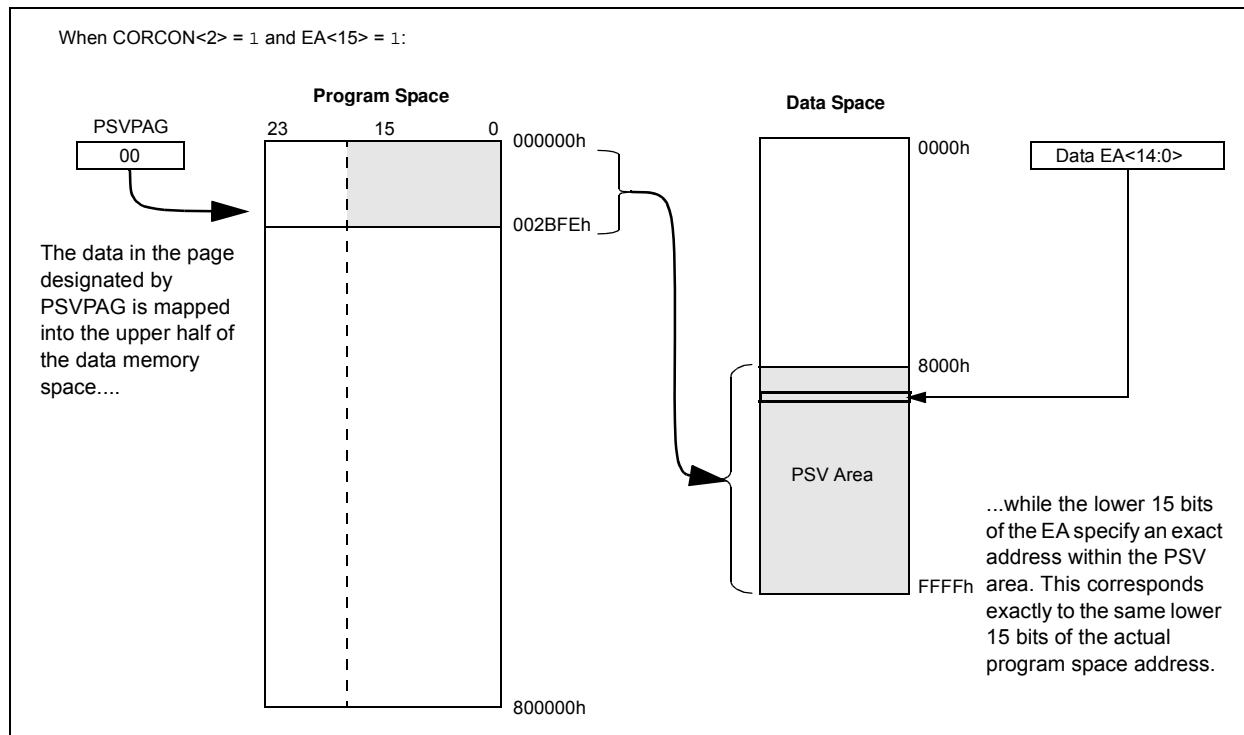 When CORCON<2> = 1 and EA<15> = 1:
Program Space
Data Space
PSVPAG
00
23 15 0
000000h
002BFEh
800000h
The data in the page
designated by
PSVPAG is mapped
into the upper half of
the data memory
space....
0000h
8000h
PSV Area
FFFFh
Data EA<14:0>
...while the lower 15 bits
of the EA specify an exact
address within the PSV
area. This corresponds
exactly to the same lower
15 bits of the actual
program space address.